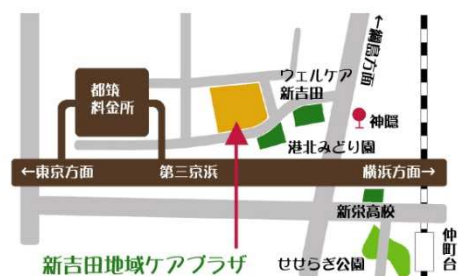 ←綱島方面
ウェルケア
新吉田
都筑
料金所
神隠
港北みどり園
←東京方面
第三京浜
横浜方面→
新栄高校
仲町台
新吉田地域ケアプラザ
せせらぎ公園